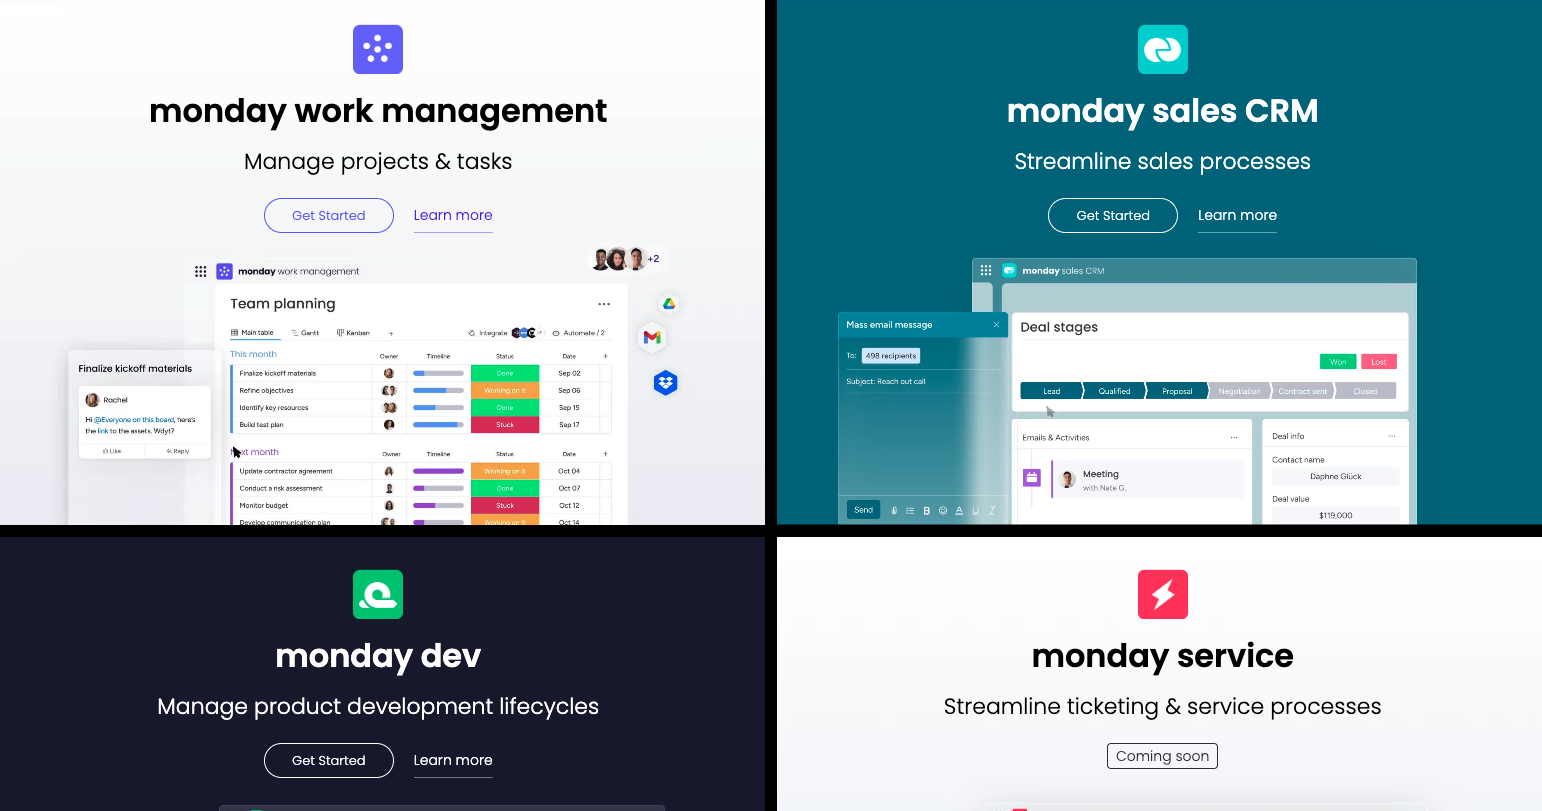 monday work management
Manage projects & tasks
Get Started Learn more
+2
monday work management
Team planning
Main table Gantt Kanban + Integrate Automate / 2
This month Owner Timeline Status Date +
Finalize kickoff materials Done Sep 02
Refine objectives Working on it Sep 06
Identify key resources Done Sep 15
Build test plan Stuck Sep 17
Next month Owner Timeline Status Date +
Update contractor agreement Working on it Oct 04
Conduct a risk assessment Done Oct 07
Monitor budget Stuck Oct 12
Develop communication plan Working on it Oct 14
Finalize kickoff materials
Rachel
Hi @Everyone on this board, here's
the link to the assets. Wdyt?
Like Reply
monday sales CRM
Streamline sales processes
Get Started Learn more
monday sales CRM
Mass email message
To: 498 recipients
Subject: Reach out call
Send
Deal stages
Won Lost
Lead Qualified Proposal Negotiation Contract sent Closed
Emails & Activities
Meeting
with Nate G.
Deal info
Contact name
Daphne Glück
Deal value
$119,000
monday dev
Manage product development lifecycles
Get Started Learn more
monday service
Streamline ticketing & service processes
Coming soon